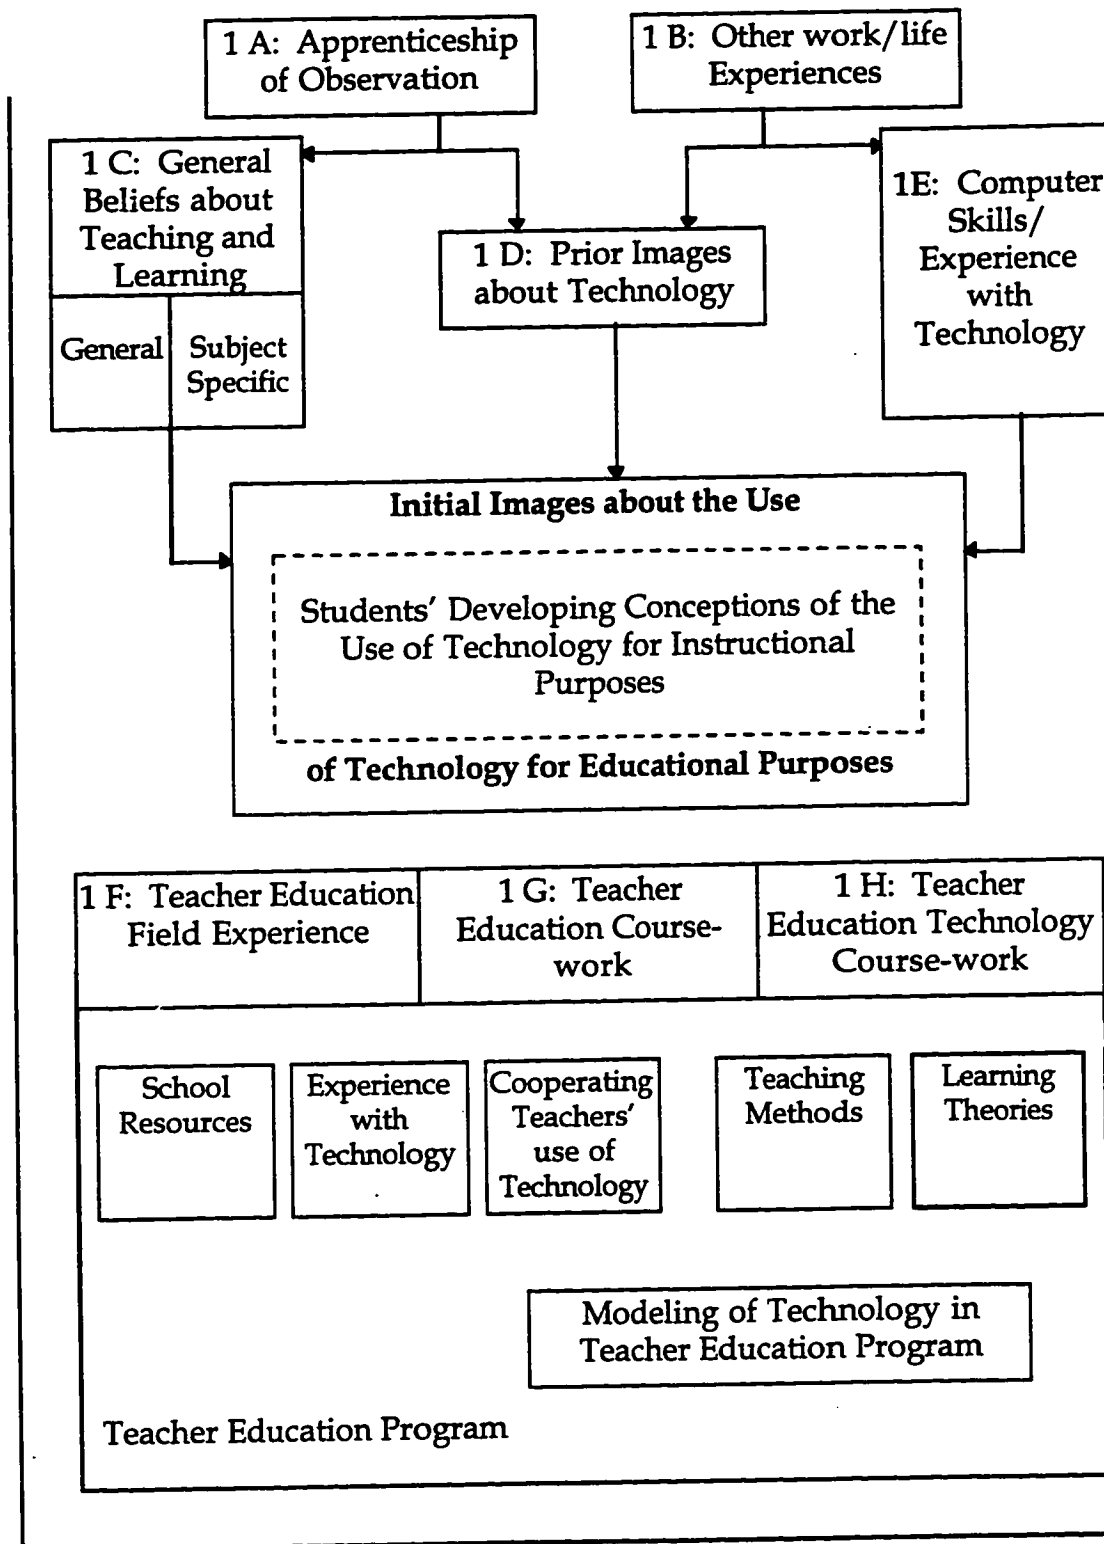 1 A: Apprenticeship
of Observation
1 B: Other work/life
Experiences
1 C: General
Beliefs about
Teaching and
Learning
General
Subject
Specific
1 D: Prior Images
about Technology
1E: Computer
Skills/
Experience
with
Technology
Initial Images about the Use
Students' Developing Conceptions of the
Use of Technology for Instructional
Purposes
of Technology for Educational Purposes
1 F: Teacher Education
Field Experience
1 G: Teacher
Education Course-
work
1 H: Teacher
Education Technology
Course-work
School
Resources
Experience
with
Technology
Cooperating
Teachers'
use of
Technology
Teaching
Methods
Learning
Theories
Modeling of Technology in
Teacher Education Program
Teacher Education Program